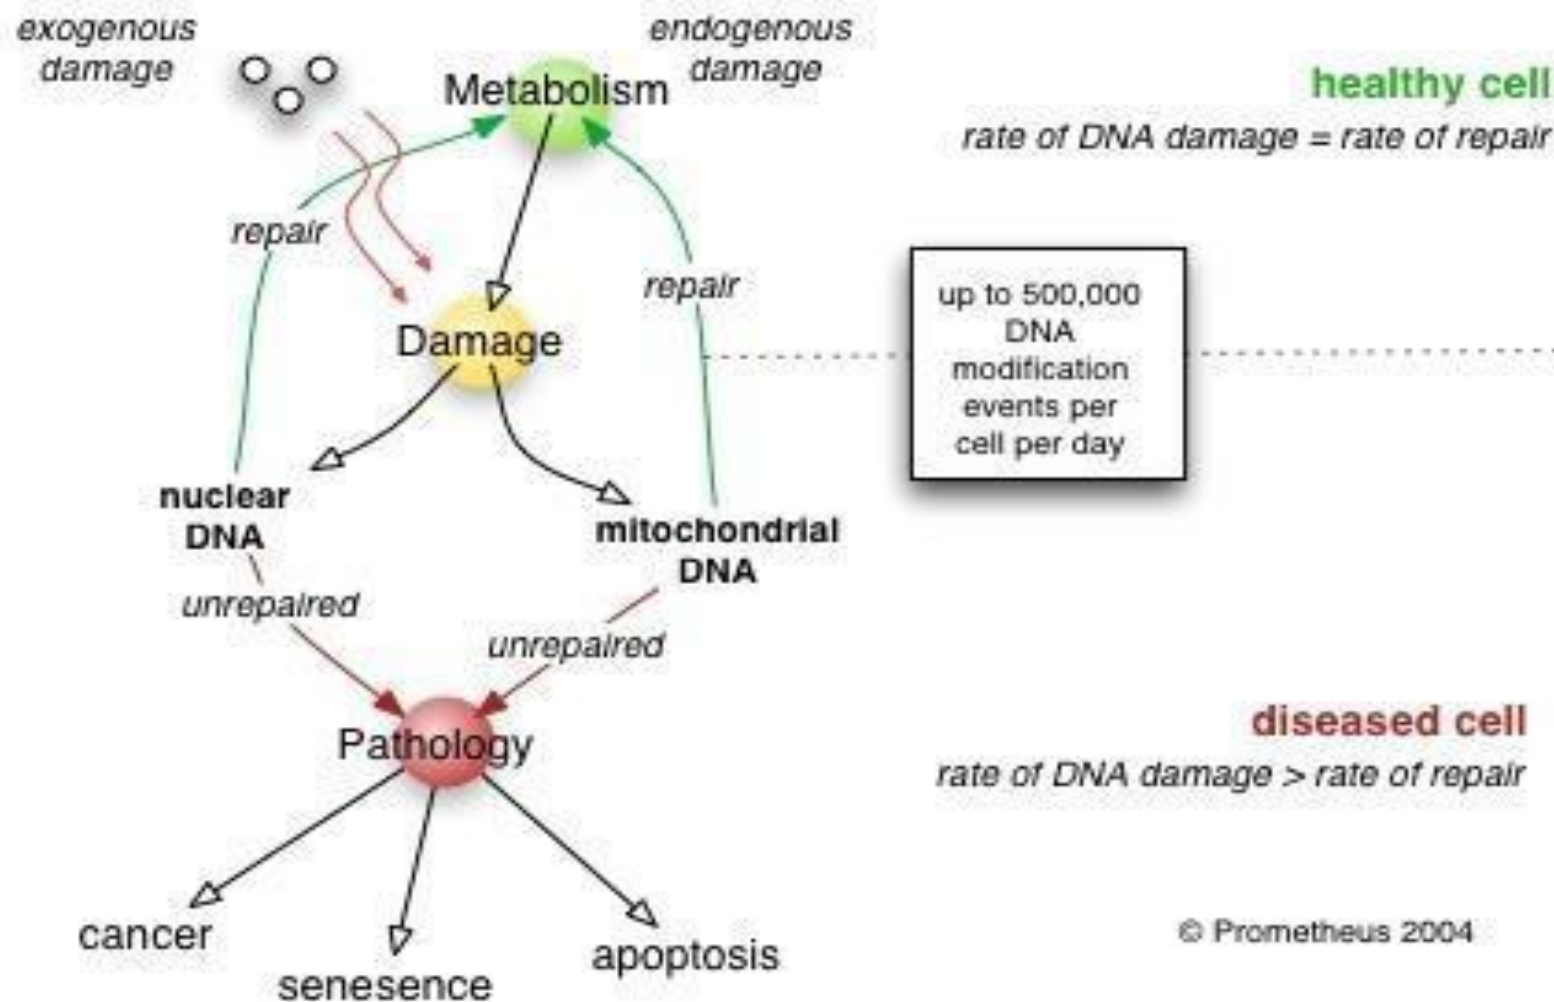 exogenous
damage
endogenous
damage
Metabolism
healthy cell
rate of DNA damage = rate of repair
repair
repair
up to 500,000
DNA
modification
events per
cell per day
Damage
nuclear
DNA
mitochondrial
DNA
unrepaired
unrepaired
Pathology
diseased cell
rate of DNA damage > rate of repair
cancer
senesence
apoptosis
© Prometheus 2004